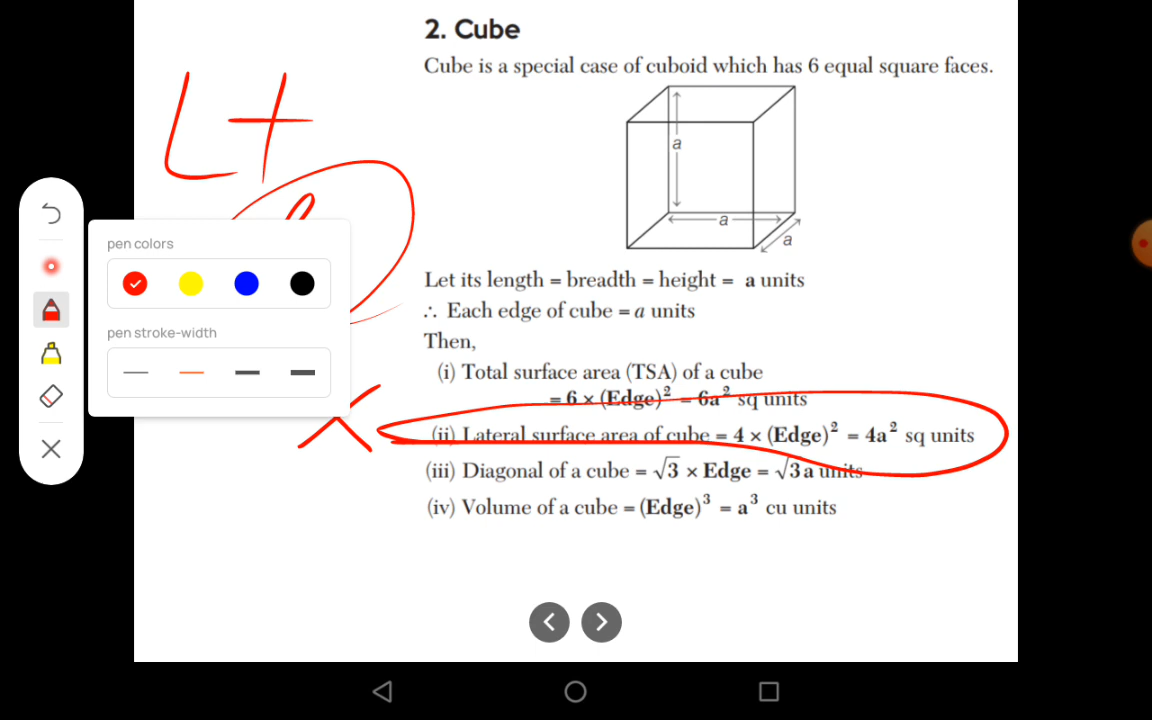 2. Cube
Cube is a special case of cuboid which has 6 equal square faces.
a
a
a
Let its length = breadth = height = a units
∴ Each edge of cube = a units
Then,
(i) Total surface area (TSA) of a cube
= 6 × (Edge)² = 6a² sq units
(ii) Lateral surface area of cube = 4 × (Edge)² = 4a² sq units
(iii) Diagonal of a cube = √3 × Edge = √3 a units
(iv) Volume of a cube = (Edge)³ = a³ cu units
pen colors
pen stroke-width